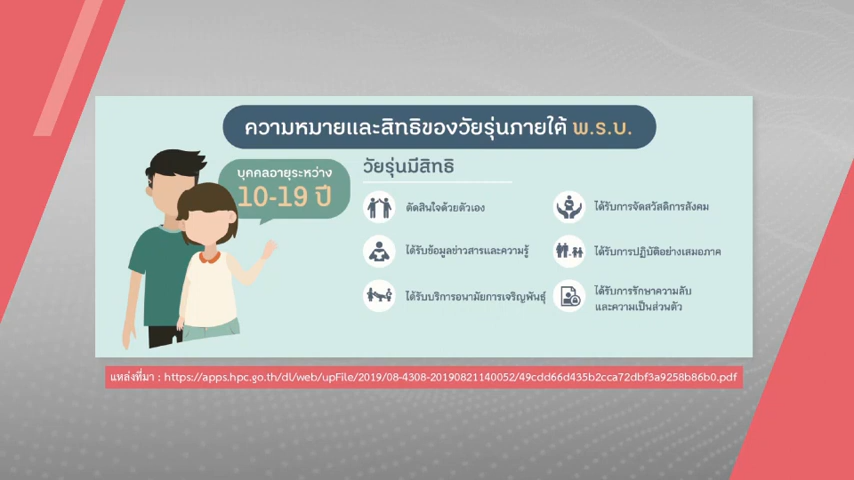 ความหมายและสิทธิของวัยรุ่นภายใต้ พ.ร.บ.
บุคคลอายุระหว่าง
10-19 ปี
วัยรุ่นมีสิทธิ
ตัดสินใจด้วยตัวเอง
ได้รับข้อมูลข่าวสารและความรู้
ได้รับบริการอนามัยการเจริญพันธุ์
ได้รับการจัดสวัสดิการสังคม
ได้รับการปฏิบัติอย่างเสมอภาค
ได้รับการรักษาความลับ
และความเป็นส่วนตัว
แหล่งที่มา : https://apps.hpc.go.th/dl/web/upFile/2019/08-4308-20190821140052/49cdd66d435b2cca72dbf3a9258b86b0.pdf